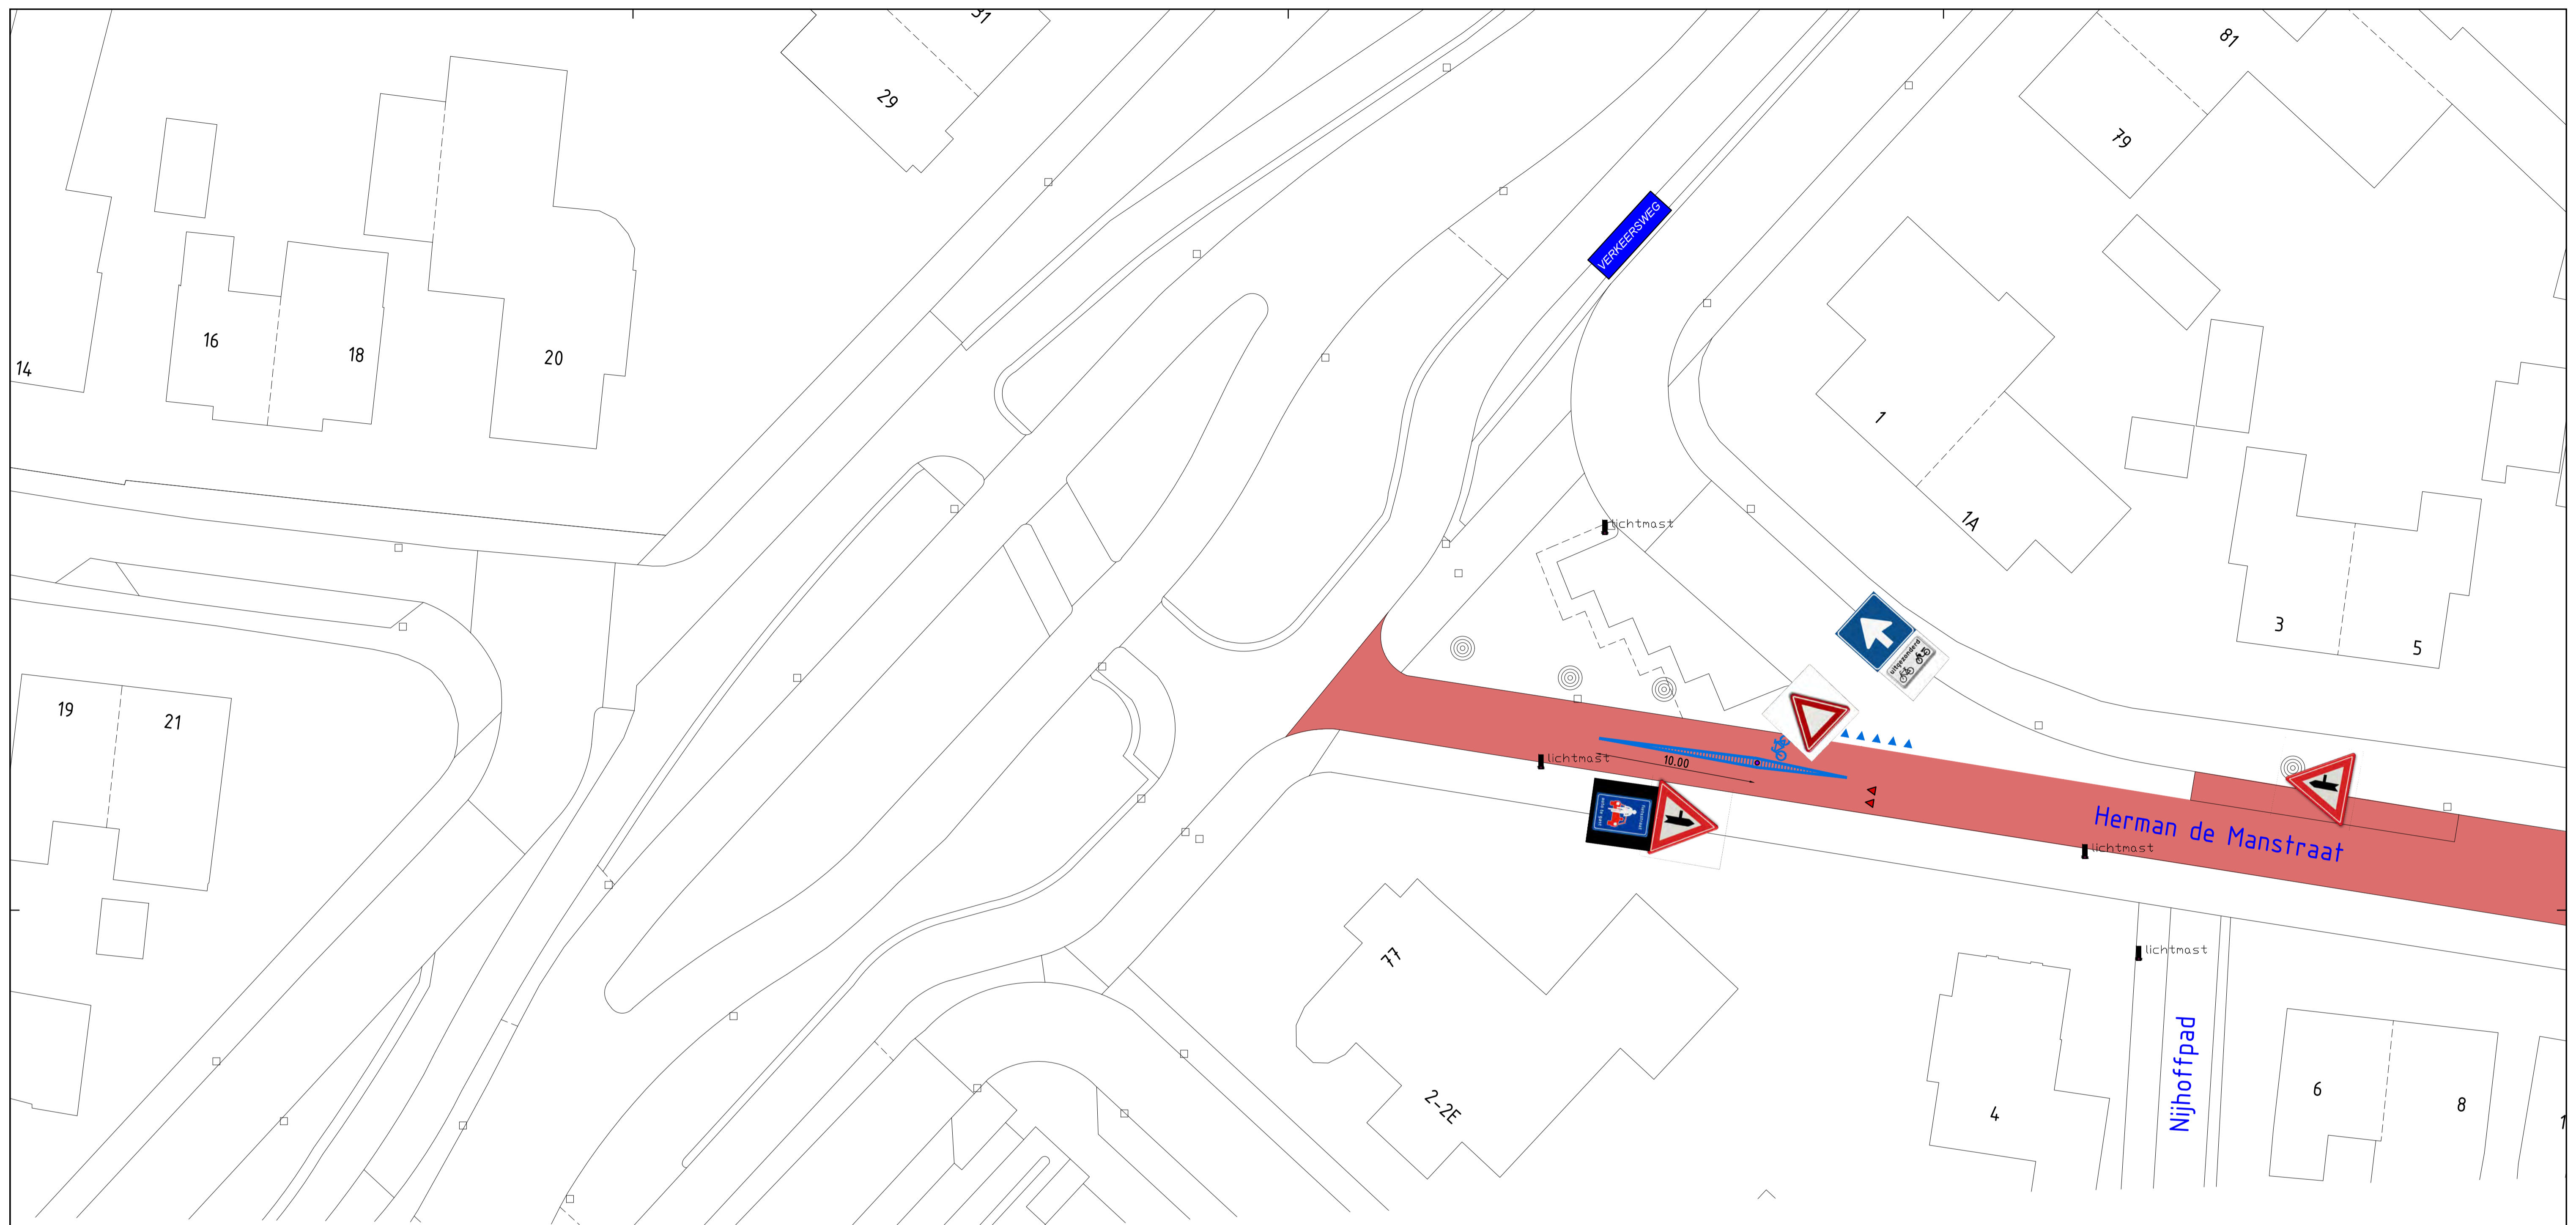 31
81
29
79
VERKEERSWEG
16
18
20
14
1
1A
lichtmast
3
5
uitgezonderd
19
21
lichtmast
10.00
Herman de Manstraat
lichtmast
lichtmast
77
2-2E
4
Nijhoffpad
6
8
1